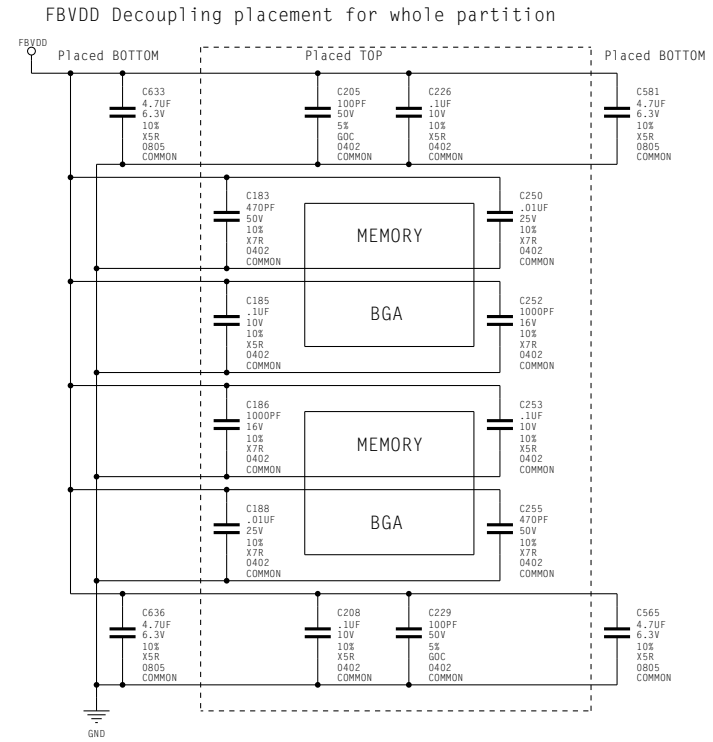 FBVDD Decoupling placement for whole partition
FBVDD
Placed BOTTOM
Placed TOP
Placed BOTTOM
C633
4.7UF
6.3V
10%
X5R
0805
COMMON
C205
100PF
50V
5%
GOC
0402
COMMON
C226
.1UF
10V
10%
X5R
0402
COMMON
C581
4.7UF
6.3V
10%
X5R
0805
COMMON
C183
470PF
50V
10%
X7R
0402
COMMON
MEMORY
C250
.01UF
25V
10%
X7R
0402
COMMON
C185
.1UF
10V
10%
X5R
0402
COMMON
BGA
C252
1000PF
16V
10%
X7R
0402
COMMON
C186
1000PF
16V
10%
X7R
0402
COMMON
MEMORY
C253
.1UF
10V
10%
X5R
0402
COMMON
C188
.01UF
25V
10%
X7R
0402
COMMON
BGA
C255
470PF
50V
10%
X7R
0402
COMMON
C636
4.7UF
6.3V
10%
X5R
0805
COMMON
C208
.1UF
10V
10%
X5R
0402
COMMON
C229
100PF
50V
5%
GOC
0402
COMMON
C565
4.7UF
6.3V
10%
X5R
0805
COMMON
GND